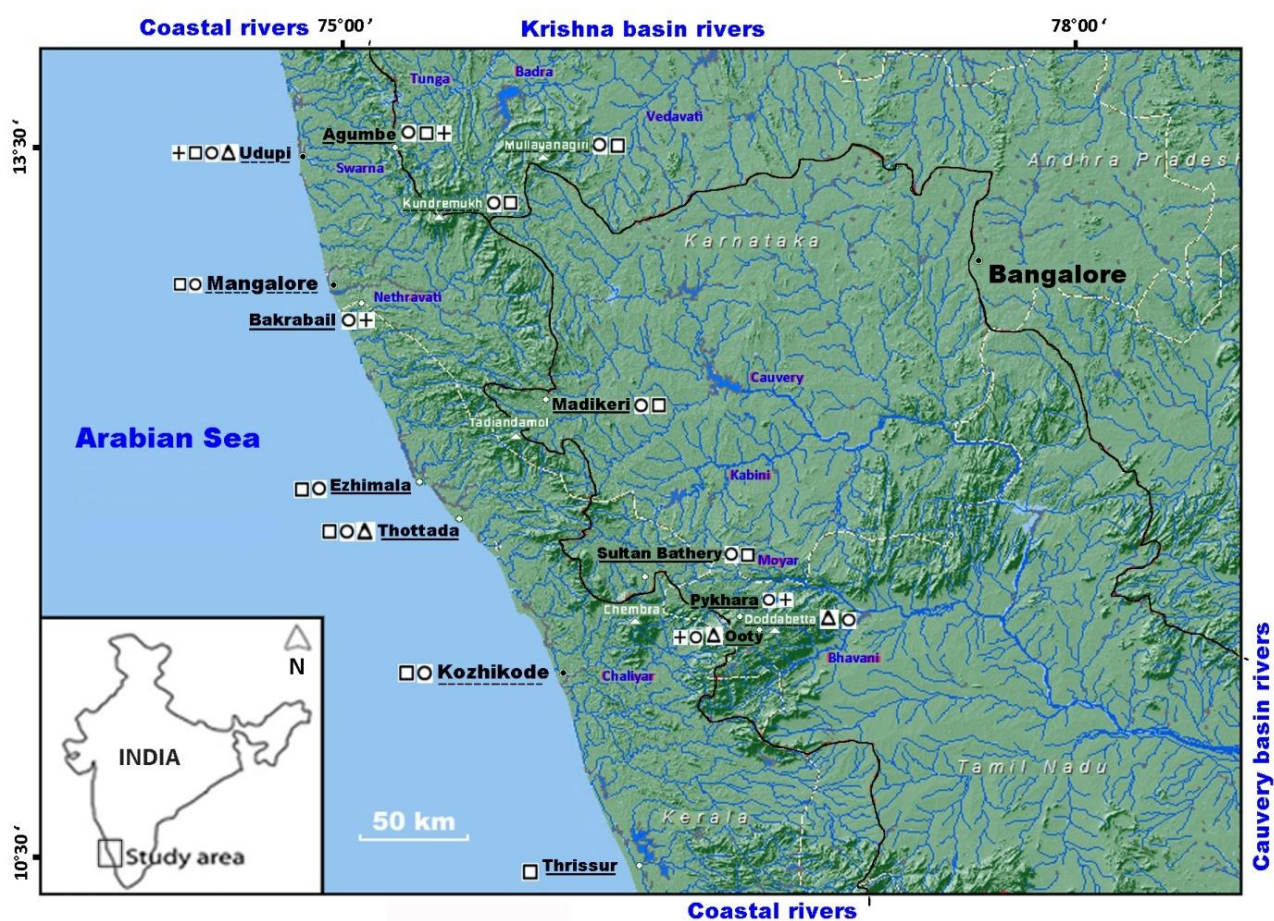 Coastal rivers
75°00′
Krishna basin rivers
78°00′
Tunga
Badra
Vedavati
13°30′
Agumbe
Mullayanagiri
Andhra Pradesh
Udupi
Swarna
Kundremukh
Karnataka
Bangalore
Mangalore
Nethravati
Bakrabail
Cauvery
Madikeri
Tadiandamol
Arabian Sea
Kabini
Ezhimala
Thottada
Sultan Bathery
Moyar
Pykhara
Chembra
Doddabetta
Ooty
Bhavani
N
Kozhikode
Chaliyar
Cauvery basin rivers
INDIA
Tamil Nadu
50 km
Kerala
10°30′
Study area
Thrissur
Coastal rivers